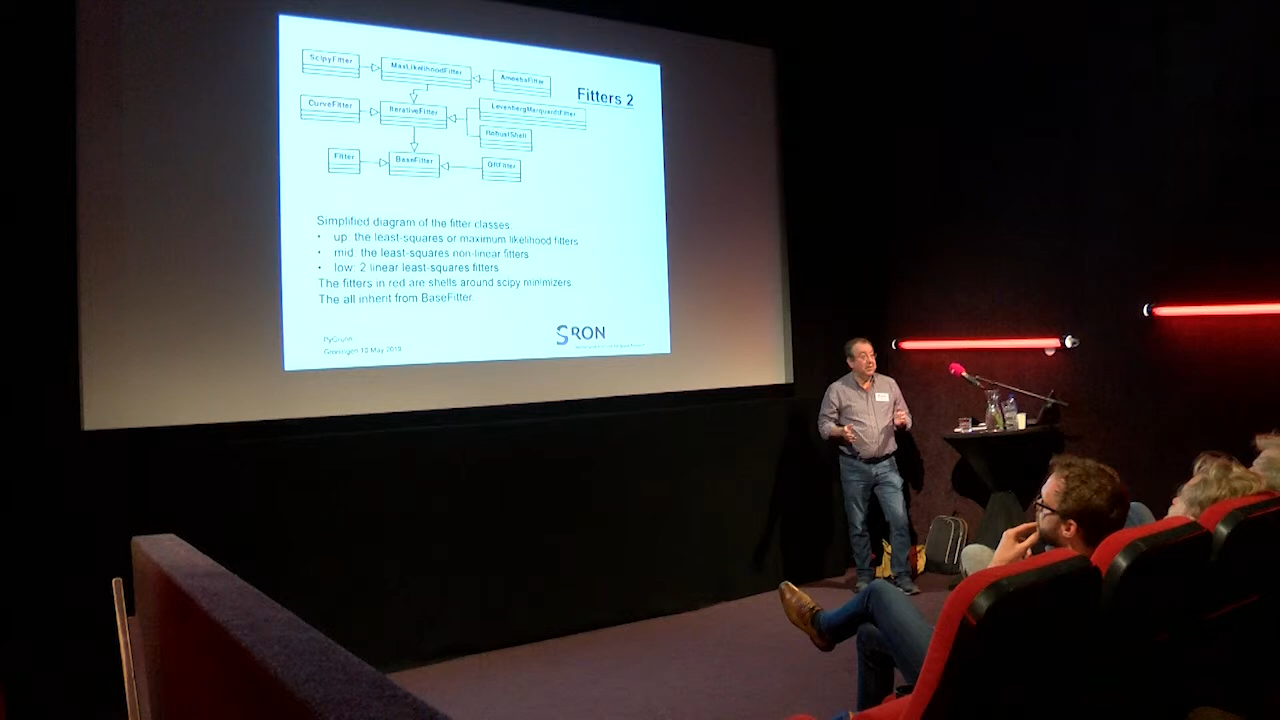 ScipyFitter
MaxLikelihoodFitter
AmoebaFitter
Fitters 2
CurveFitter
IterativeFitter
LevenbergMarquardtFitter
RobustShell
Fitter
BaseFitter
QRFitter
Simplified diagram of the fitter classes
• up: the least-squares or maximum likelihood fitters
• mid: the least-squares non-linear fitters
• low: 2 linear least-squares fitters
The fitters in red are shells around scipy minimizers
The all inherit from BaseFitter.
PyGrunn
Groningen 10 May 2019
SRON